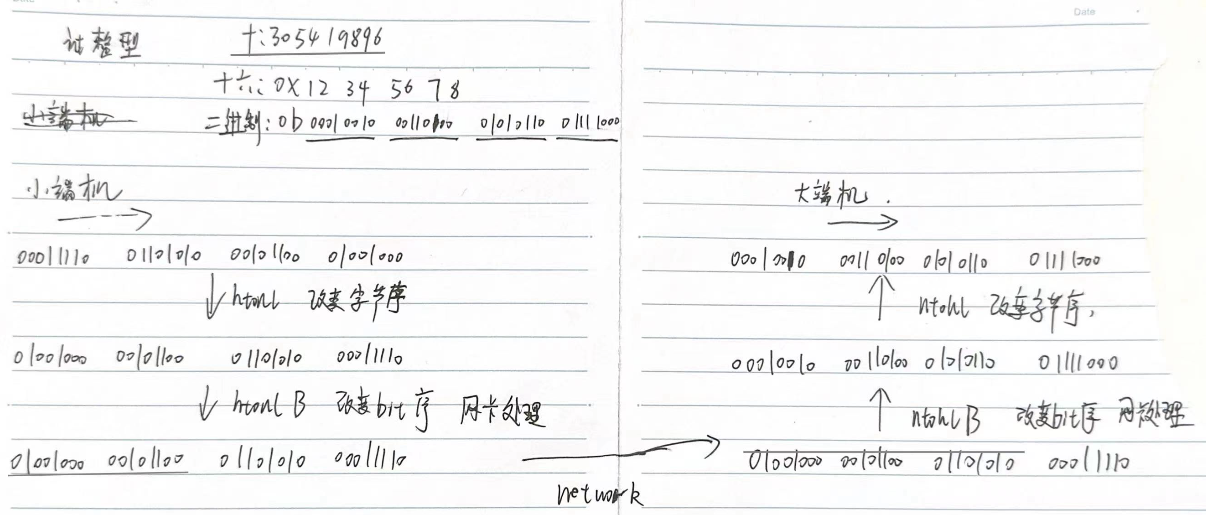 Date
计整型 十:305419896
十六: 0X12 34 56 78
小端机 二进制: 0b 00010010 00110100 01010110 01111000
小端机
00011110 01101010 00101100 01001000
htonl 改变字节序
01001000 00101100 01101010 00011110
htonl B 改变bit序 网卡处理
01001000 00101100 01101010 00011110
network
Date
大端机.
00010010 00110100 01010110 01111000
ntohl 改变字节序,
00010010 00110100 01010110 01111000
ntohl B 改变bit序 网卡处理
01001000 00101100 01101010 00011110